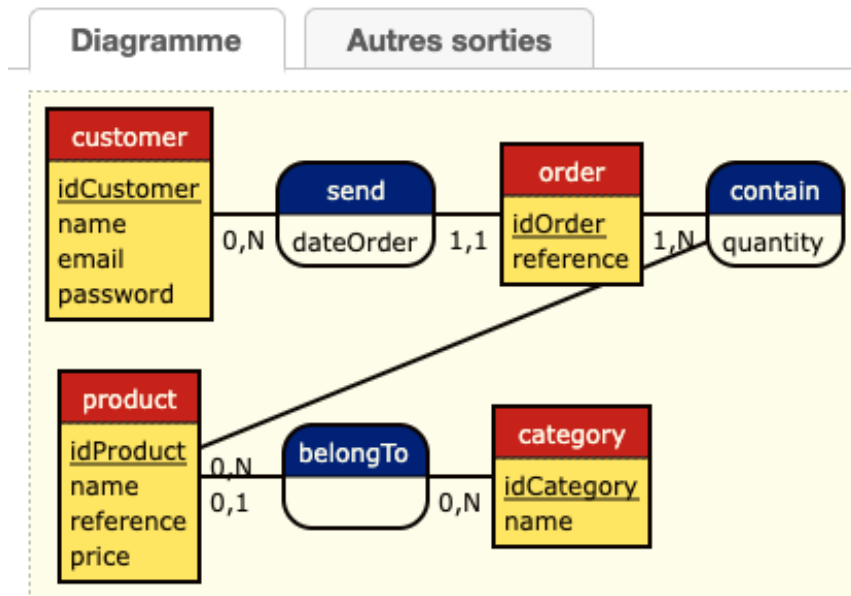 Diagramme
Autres sorties
customer
idCustomer
name
email
password
0,N
send
dateOrder
1,1
order
idOrder
reference
1,N
contain
quantity
product
idProduct
name
reference
price
0,N
0,1
belongTo
0,N
category
idCategory
name